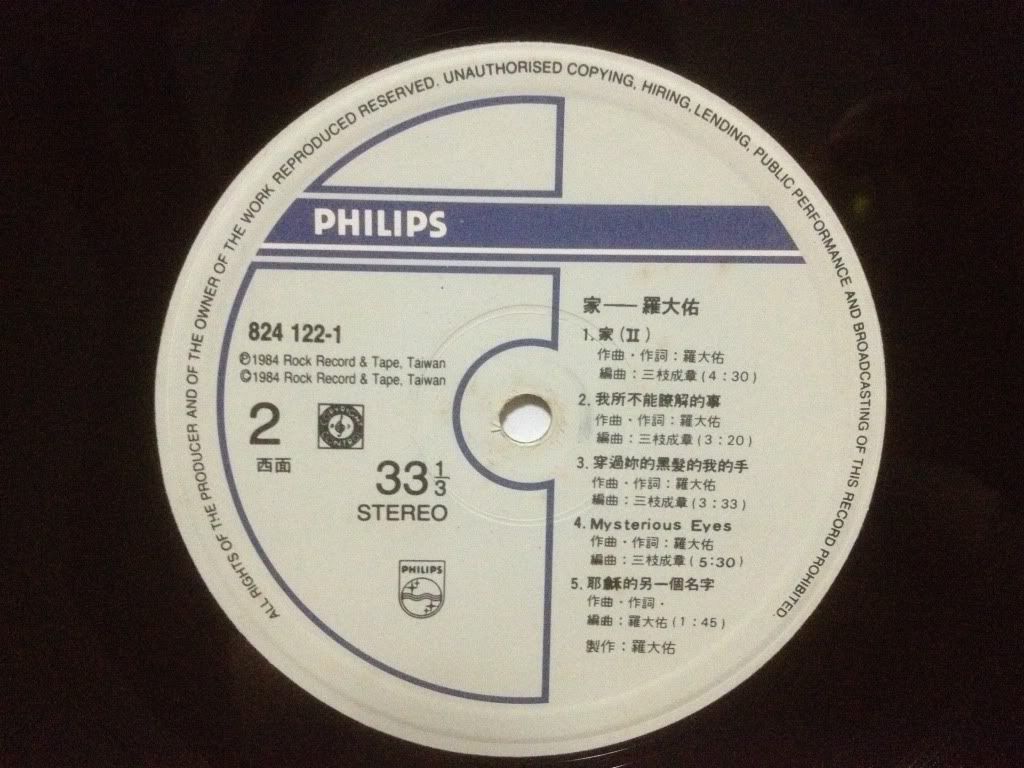 ALL RIGHTS OF THE PRODUCER AND OF THE OWNER OF THE WORK REPRODUCED RESERVED. UNAUTHORISED COPYING, HIRING, LENDING, PUBLIC PERFORMANCE AND BROADCASTING OF THIS RECORD PROHIBITED.
PHILIPS
824 122-1
Ⓟ1984 Rock Record & Tape, Taiwan
©1984 Rock Record & Tape, Taiwan
2
西面
COPYRIGHT CONTROL
33 1/3
STEREO
PHILIPS
家——羅大佑
1. 家(II)
作曲·作詞：羅大佑
編曲：三枝成章(4:30)
2. 我所不能瞭解的事
作曲·作詞：羅大佑
編曲：三枝成章(3:20)
3. 穿過妳的黑髮的我的手
作曲·作詞：羅大佑
編曲：三枝成章(3:33)
4. Mysterious Eyes
作曲·作詞：羅大佑
編曲：三枝成章(5:30)
5. 耶穌的另一個名字
作曲·作詞·
編曲：羅大佑(1:45)
製作：羅大佑